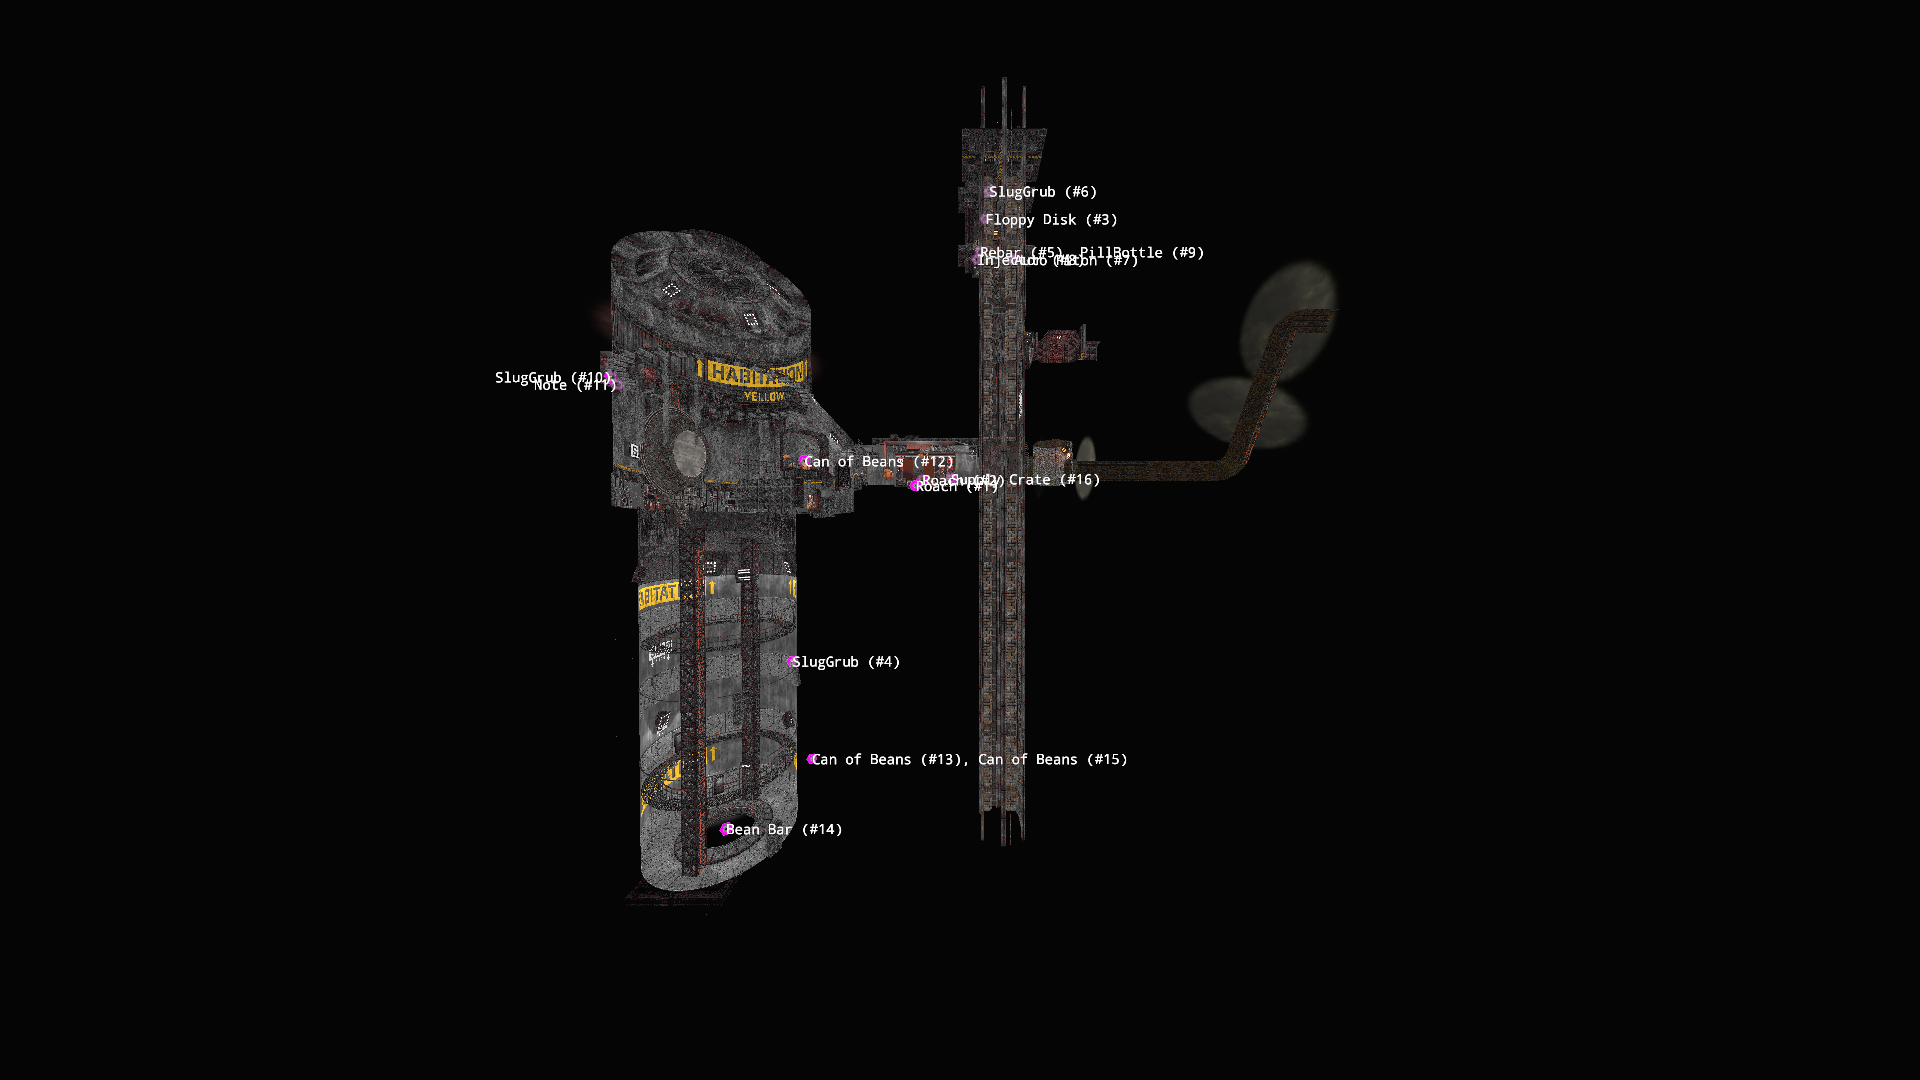 SlugGrub (#6)
Floppy Disk (#3)
Rebar (#5), PillBottle (#9)
SlugGrub (#10)
Note (#11)
HABITATION
YELLOW
Can of Beans (#12)
Supply Crate (#16)
Roach (#1)
HABITAT
SlugGrub (#4)
Can of Beans (#13), Can of Beans (#15)
Bean Bar (#14)